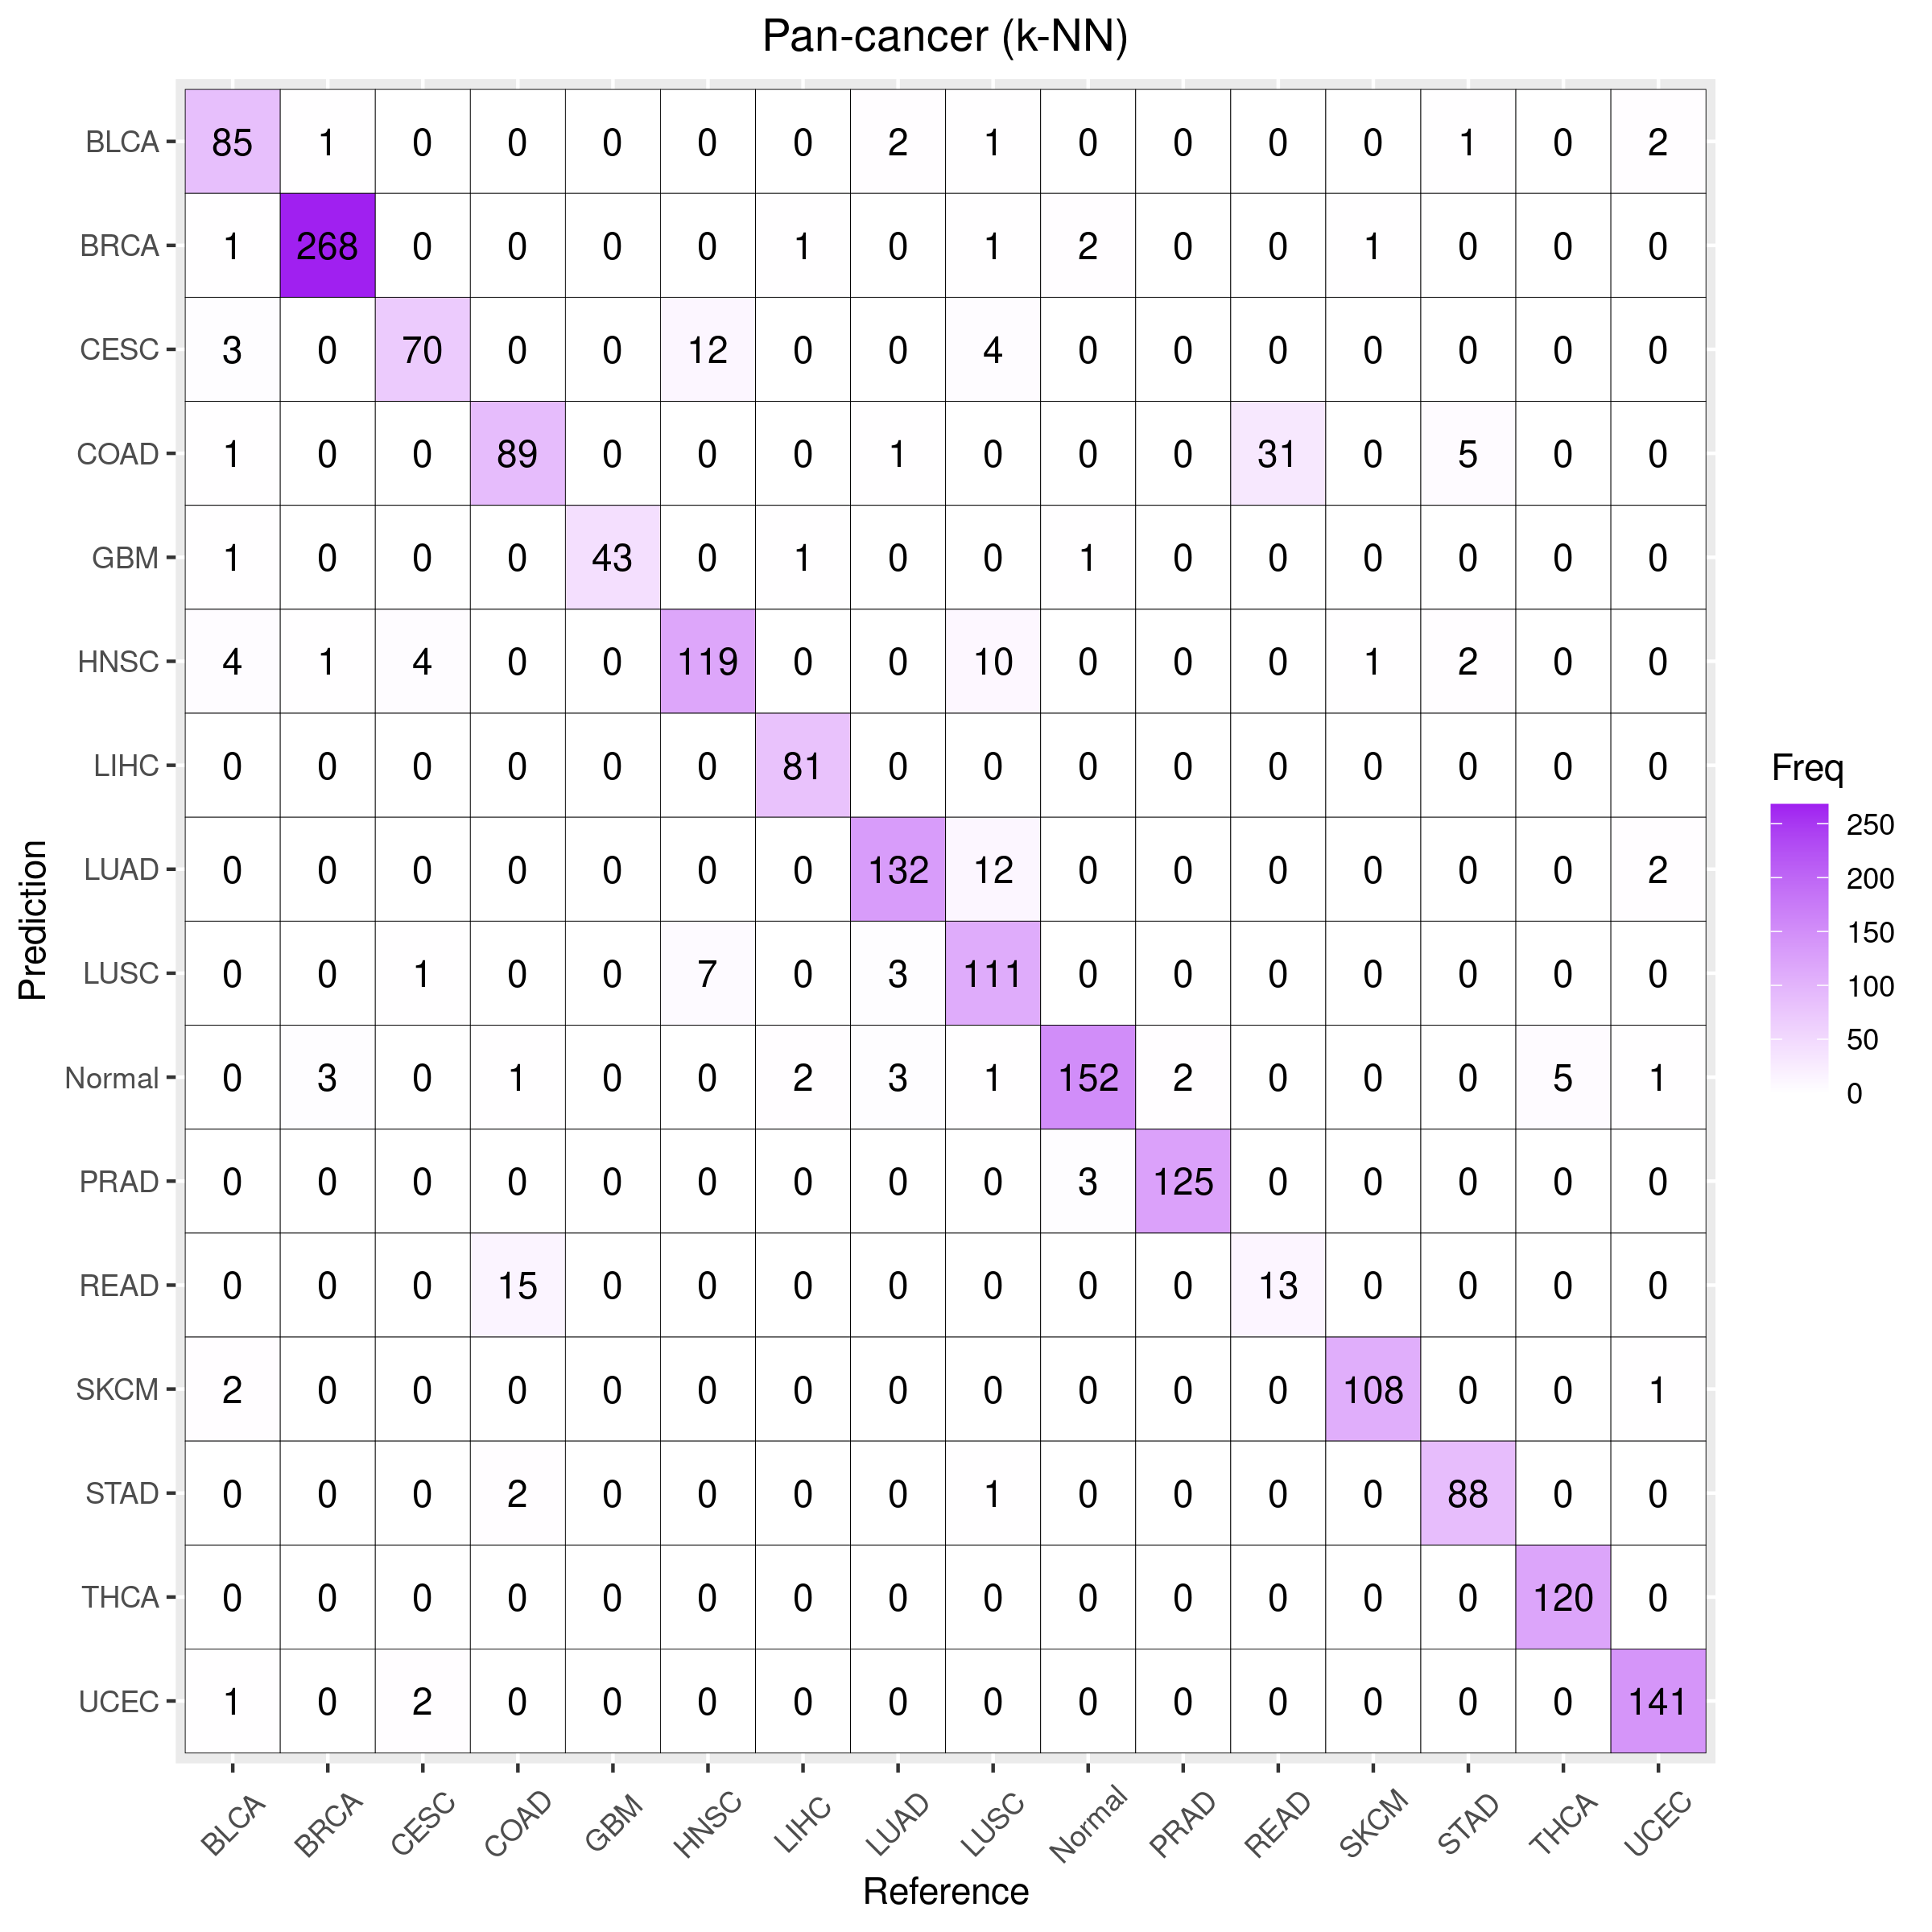 Pan-cancer (k-NN)
BLCA 85 1 0 0 0 0 0 2 1 0 0 0 0 1 0 2
BRCA 1 268 0 0 0 0 1 0 1 2 0 0 1 0 0 0
CESC 3 0 70 0 0 12 0 0 4 0 0 0 0 0 0 0
COAD 1 0 0 89 0 0 0 1 0 0 0 31 0 5 0 0
GBM 1 0 0 0 43 0 1 0 0 1 0 0 0 0 0 0
HNSC 4 1 4 0 0 119 0 0 10 0 0 0 1 2 0 0
LIHC 0 0 0 0 0 0 81 0 0 0 0 0 0 0 0 0
LUAD 0 0 0 0 0 0 0 132 12 0 0 0 0 0 0 2
LUSC 0 0 1 0 0 7 0 3 111 0 0 0 0 0 0 0
Normal 0 3 0 1 0 0 2 3 1 152 2 0 0 0 5 1
PRAD 0 0 0 0 0 0 0 0 0 3 125 0 0 0 0 0
READ 0 0 0 15 0 0 0 0 0 0 0 13 0 0 0 0
SKCM 2 0 0 0 0 0 0 0 0 0 0 0 108 0 0 1
STAD 0 0 0 2 0 0 0 0 1 0 0 0 0 88 0 0
THCA 0 0 0 0 0 0 0 0 0 0 0 0 0 0 120 0
UCEC 1 0 2 0 0 0 0 0 0 0 0 0 0 0 0 141
BLCA BRCA CESC COAD GBM HNSC LIHC LUAD LUSC Normal PRAD READ SKCM STAD THCA UCEC
Reference
Prediction
Freq
250
200
150
100
50
0